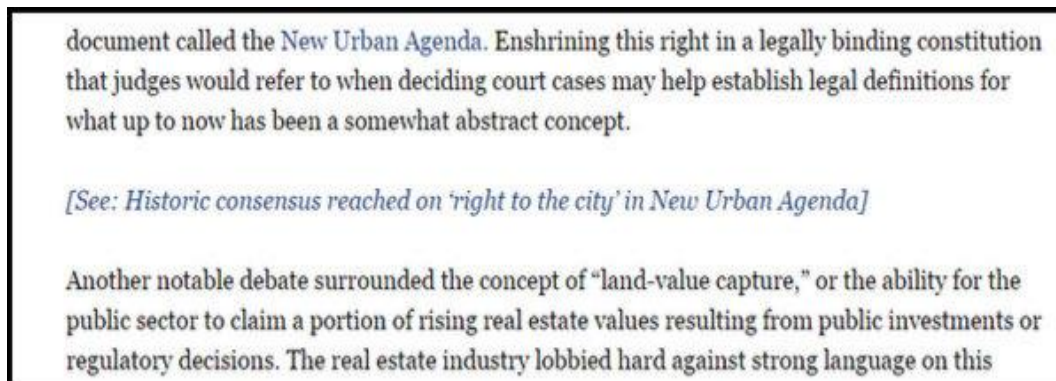 document called the New Urban Agenda. Enshrining this right in a legally binding constitution
that judges would refer to when deciding court cases may help establish legal definitions for
what up to now has been a somewhat abstract concept.
[See: Historic consensus reached on ‘right to the city’ in New Urban Agenda]
Another notable debate surrounded the concept of “land-value capture,” or the ability for the
public sector to claim a portion of rising real estate values resulting from public investments or
regulatory decisions. The real estate industry lobbied hard against strong language on this